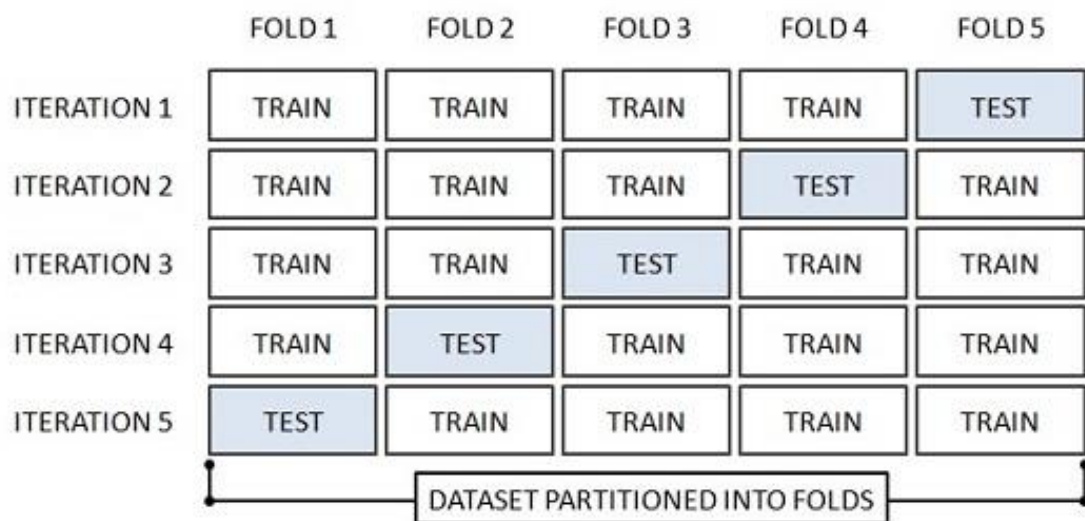 FOLD 1 FOLD 2 FOLD 3 FOLD 4 FOLD 5
ITERATION 1 TRAIN TRAIN TRAIN TRAIN TEST
ITERATION 2 TRAIN TRAIN TRAIN TEST TRAIN
ITERATION 3 TRAIN TRAIN TEST TRAIN TRAIN
ITERATION 4 TRAIN TEST TRAIN TRAIN TRAIN
ITERATION 5 TEST TRAIN TRAIN TRAIN TRAIN
DATASET PARTITIONED INTO FOLDS